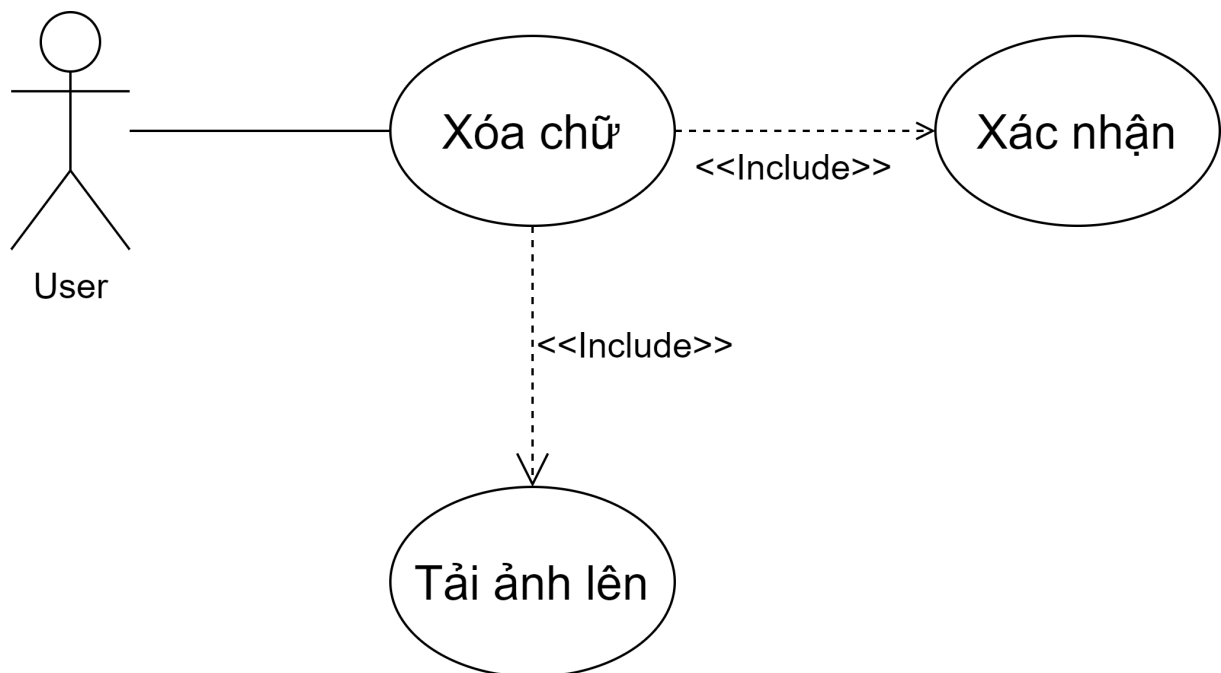 Xóa chữ
Xác nhận
<<Include>>
User
<<Include>>
Tải ảnh lên